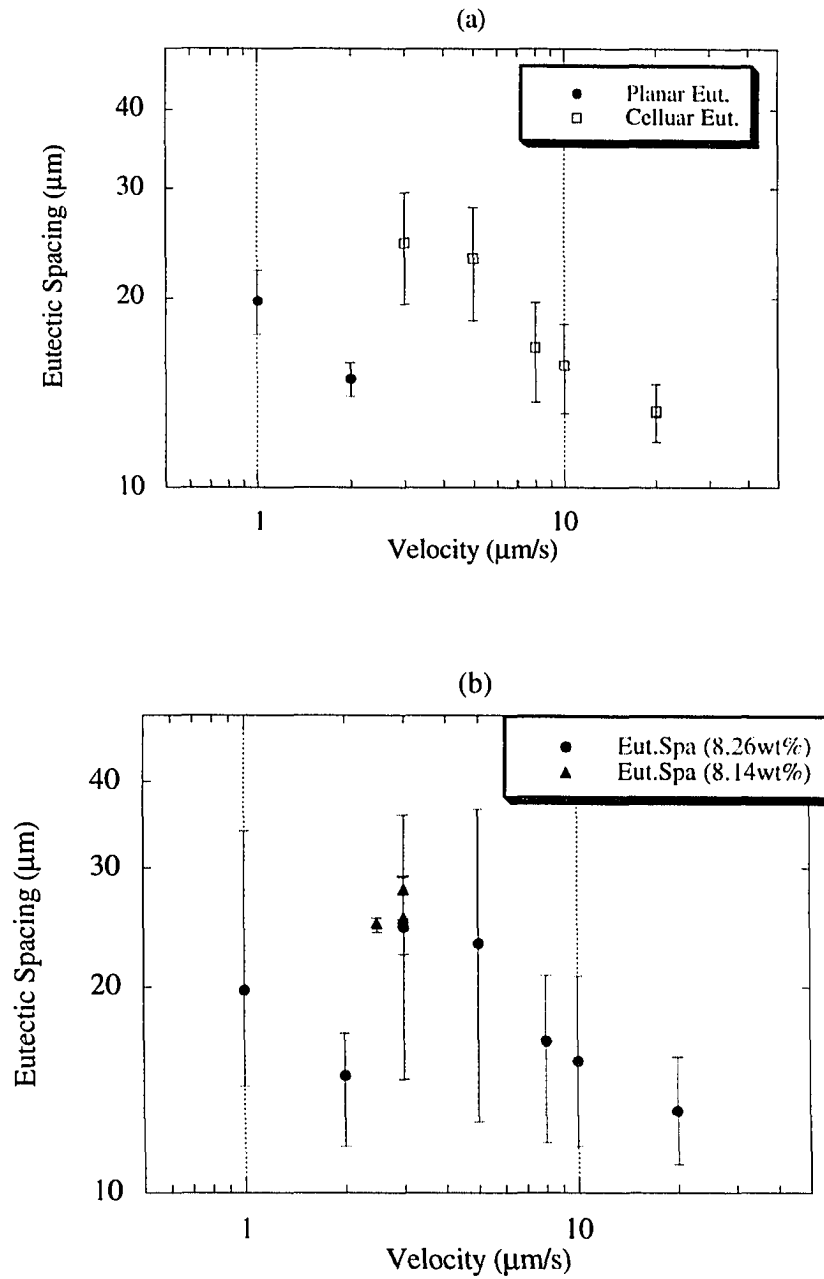 (a)
Eutectic Spacing (μm)
40
30
20
10
Planar Eut.
Celluar Eut.
1
10
Velocity (μm/s)
(b)
Eutectic Spacing (μm)
40
30
20
10
Eut.Spa (8.26wt%)
Eut.Spa (8.14wt%)
1
10
Velocity (μm/s)